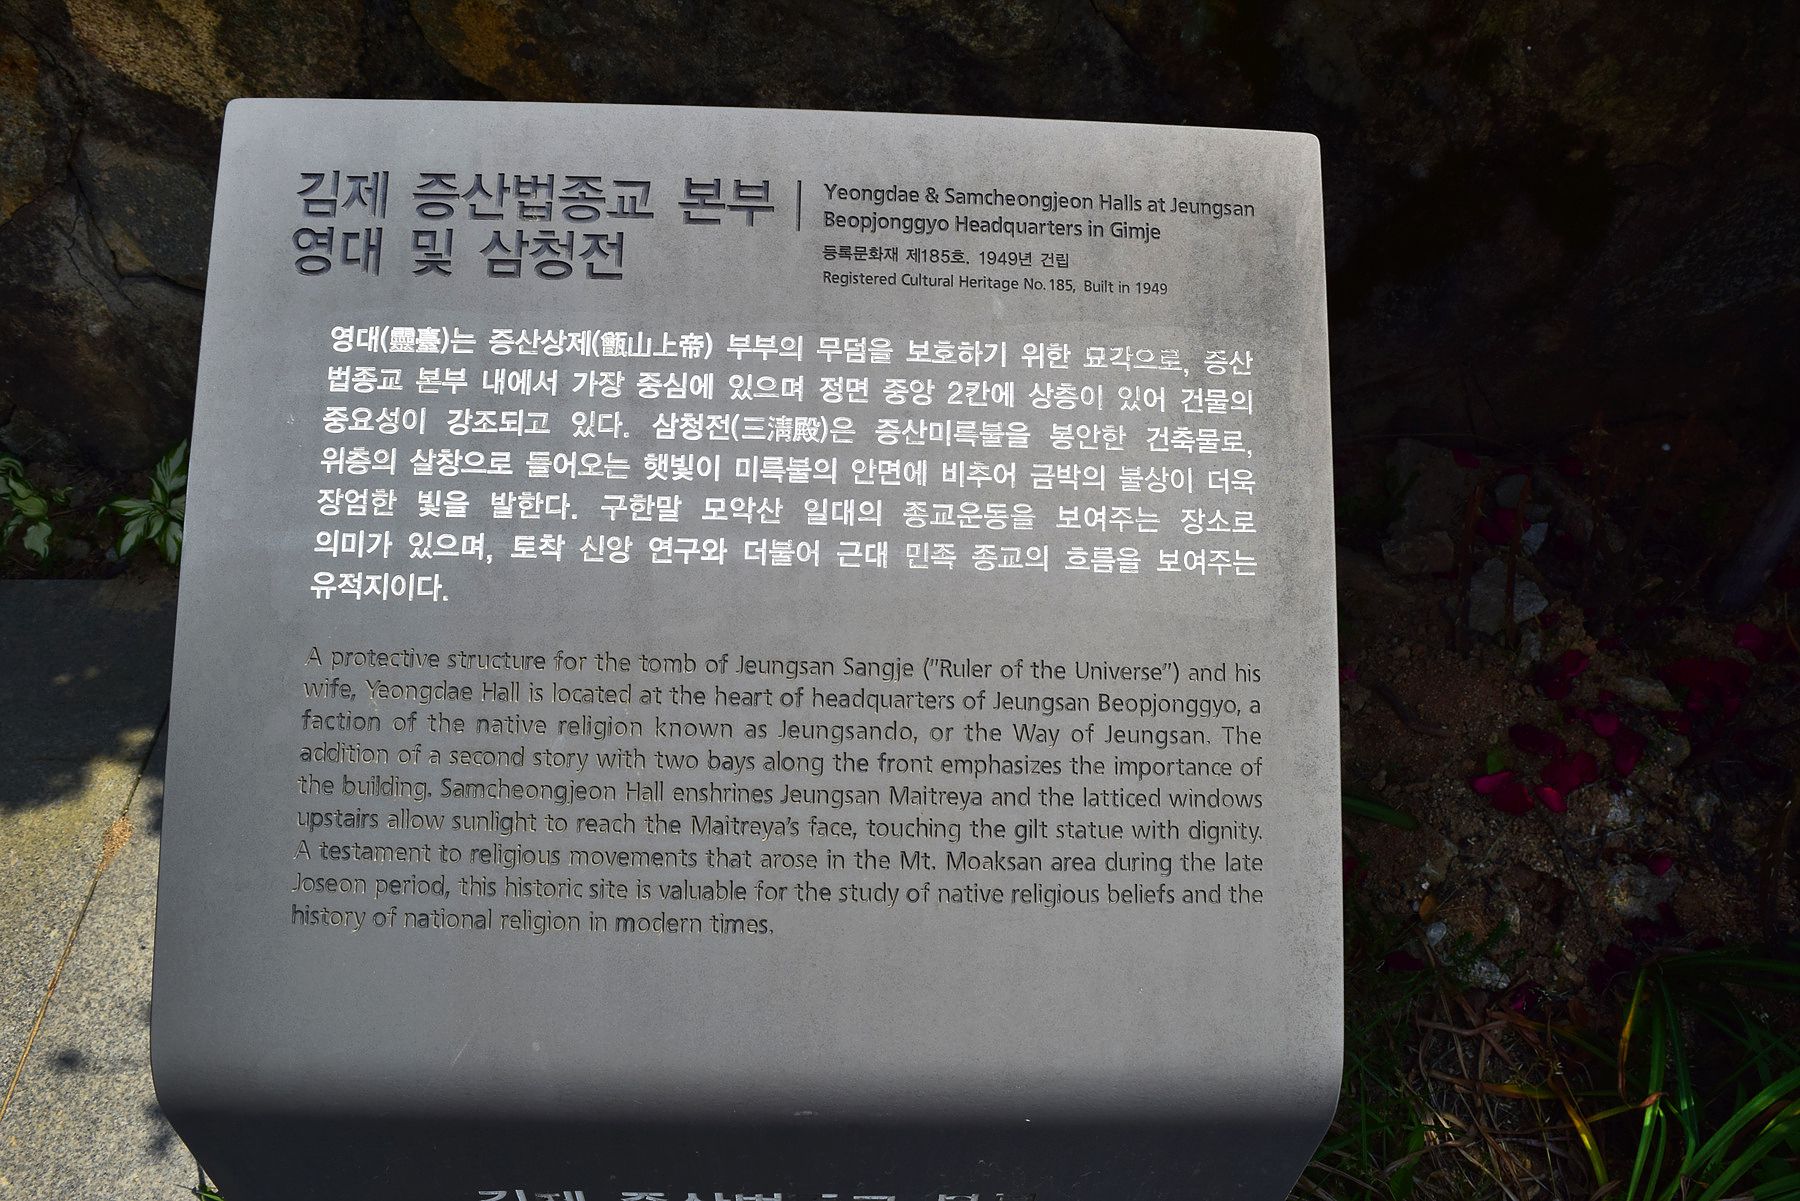 김제 증산법종교 본부
영대 및 삼청전
Yeongdae & Samcheongjeon Halls at Jeungsan
Beopjonggyo Headquarters in Gimje
등록문화재 제185호, 1949년 건립
Registered Cultural Heritage No.185, Built in 1949
영대(靈臺)는 증산상제(甑山上帝) 부부의 무덤을 보호하기 위한 묘각으로, 증산
법종교 본부 내에서 가장 중심에 있으며 정면 중앙 2칸에 상층이 있어 건물의
중요성이 강조되고 있다. 삼청전(三淸殿)은 증산미륵불을 봉안한 건축물로,
위층의 살창으로 들어오는 햇빛이 미륵불의 안면에 비추어 금박의 불상이 더욱
장엄한 빛을 발한다. 구한말 모악산 일대의 종교운동을 보여주는 장소로
의미가 있으며, 토착 신앙 연구와 더불어 근대 민족 종교의 흐름을 보여주는
유적지이다.
A protective structure for the tomb of Jeungsan Sangje ("Ruler of the Universe") and his
wife, Yeongdae Hall is located at the heart of headquarters of Jeungsan Beopjonggyo, a
faction of the native religion known as Jeungsando, or the Way of Jeungsan. The
addition of a second story with two bays along the front emphasizes the importance of
the building. Samcheongjeon Hall enshrines Jeungsan Maitreya and the latticed windows
upstairs allow sunlight to reach the Maitreya's face, touching the gilt statue with dignity.
A testament to religious movements that arose in the Mt. Moaksan area during the late
Joseon period, this historic site is valuable for the study of native religious beliefs and the
history of national religion in modern times.